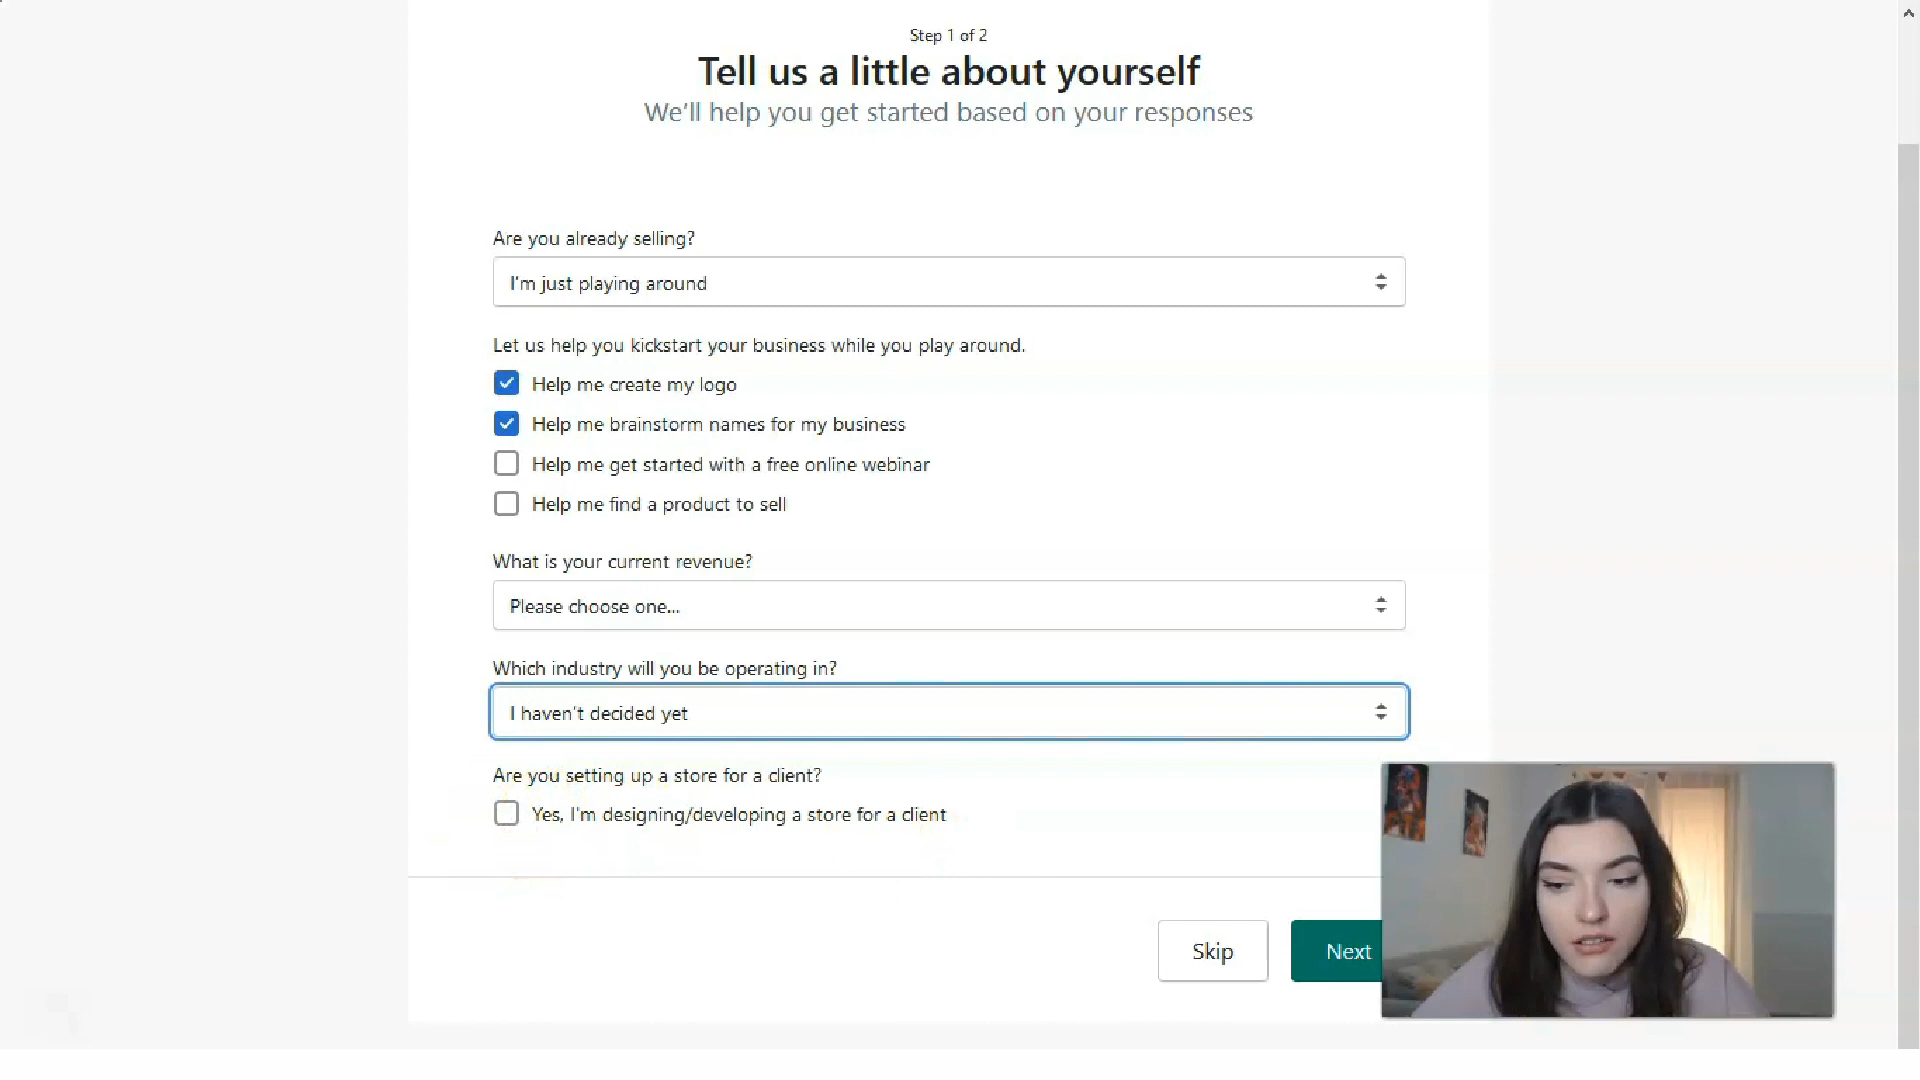 Step 1 of 2
Tell us a little about yourself
We'll help you get started based on your responses
Are you already selling?
I'm just playing around
Let us help you kickstart your business while you play around.
Help me create my logo
Help me brainstorm names for my business
Help me get started with a free online webinar
Help me find a product to sell
What is your current revenue?
Please choose one...
Which industry will you be operating in?
I haven't decided yet
Are you setting up a store for a client?
Yes, I'm designing/developing a store for a client
Skip
Next